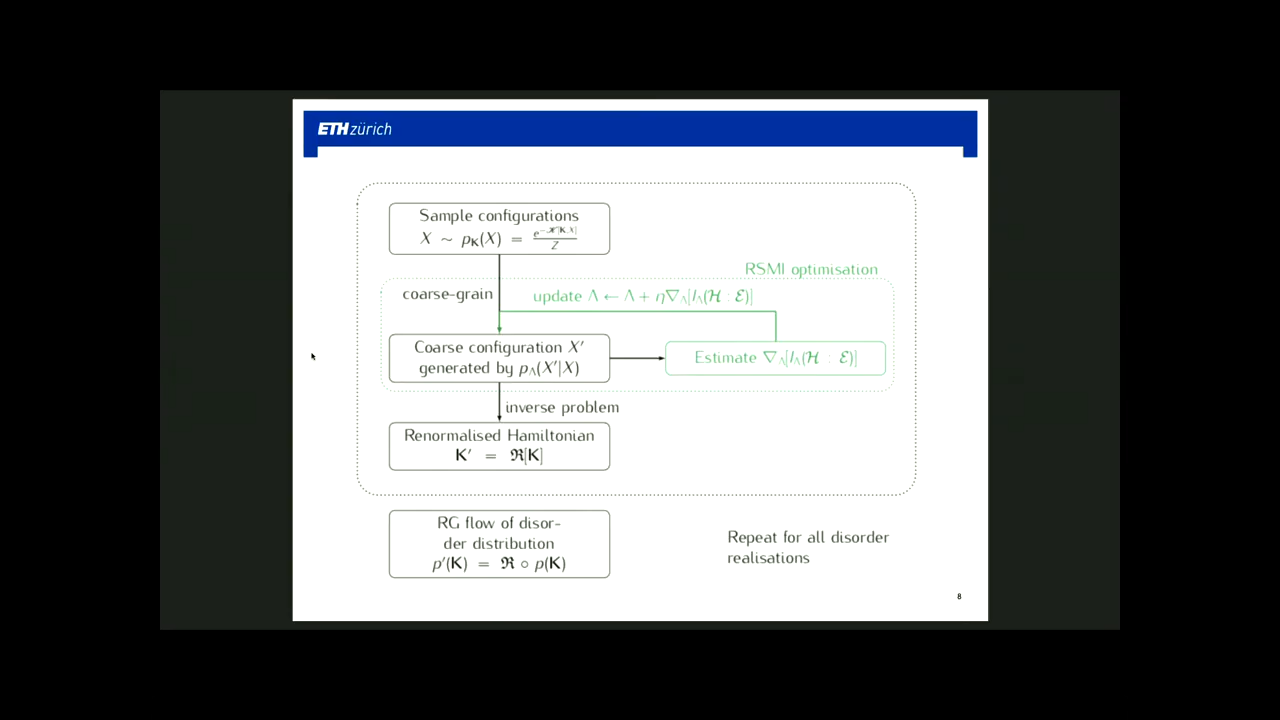 ETH zürich
Sample configurations
X ~ p_K(X) = e^{-ℋ[K,X]}/Z
RSMI optimisation
coarse-grain
update Λ ← Λ + η∇_Λ[I_Λ(ℋ : ℰ)]
Coarse configuration X′
generated by p_Λ(X′|X)
Estimate ∇_Λ[I_Λ(ℋ : ℰ)]
inverse problem
Renormalised Hamiltonian
K′ = ℜ[K]
RG flow of disor-
der distribution
p′(K) = ℜ ∘ p(K)
Repeat for all disorder
realisations
8